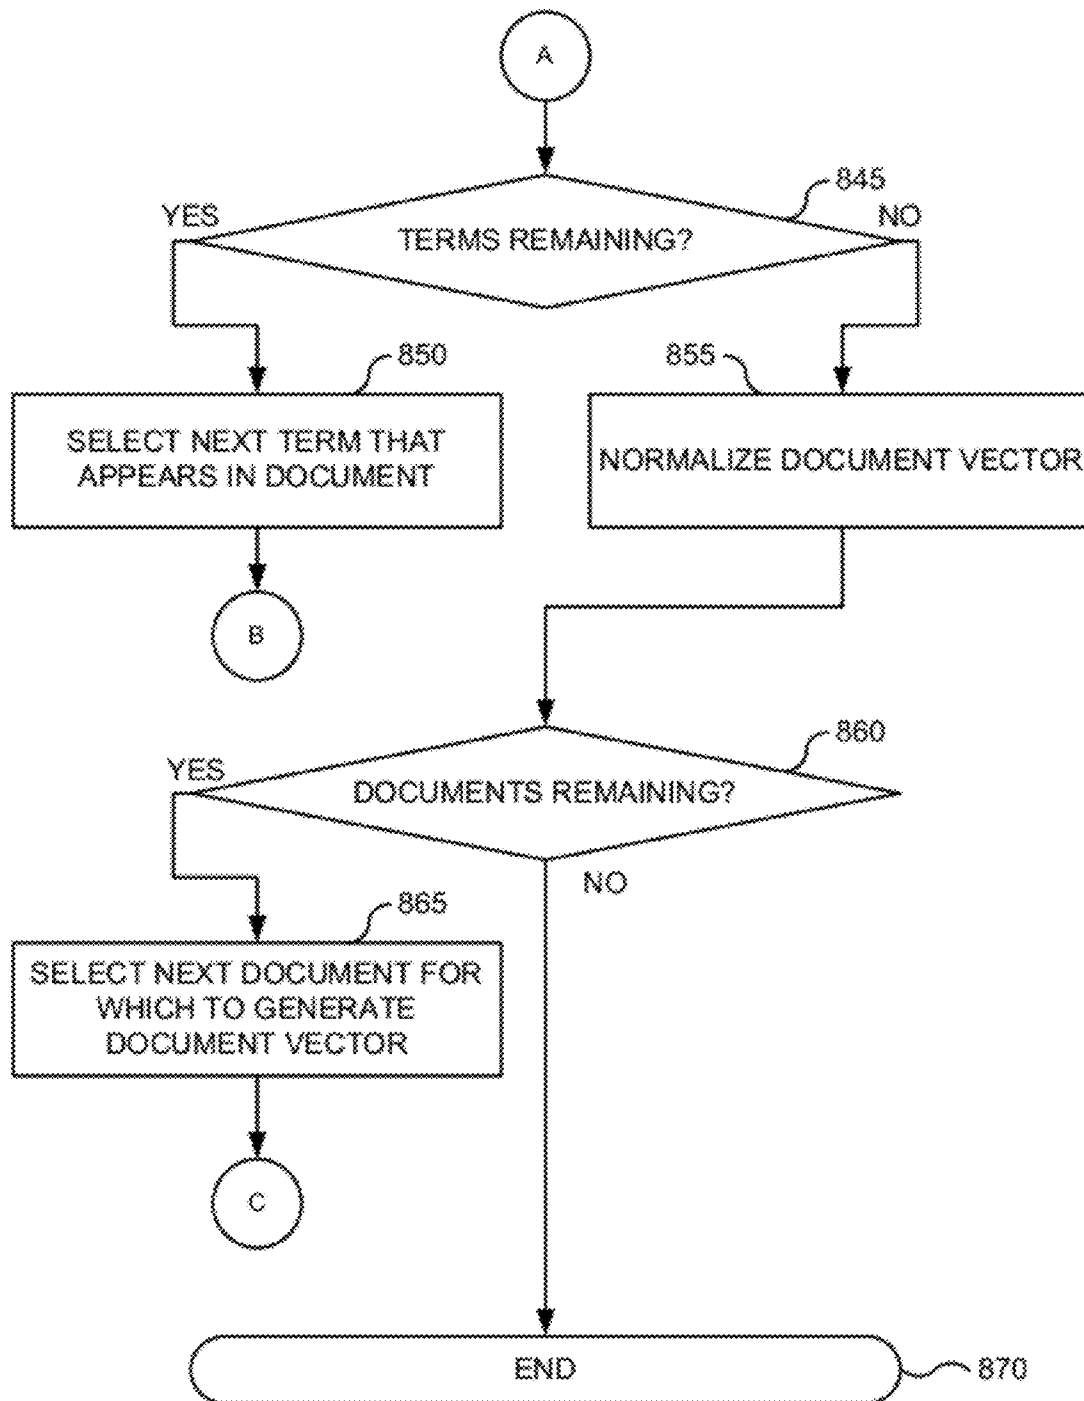 A
845
YES
NO
TERMS REMAINING?
850
855
SELECT NEXT TERM THAT
APPEARS IN DOCUMENT
NORMALIZE DOCUMENT VECTOR
B
860
YES
DOCUMENTS REMAINING?
NO
865
SELECT NEXT DOCUMENT FOR
WHICH TO GENERATE
DOCUMENT VECTOR
C
END
870